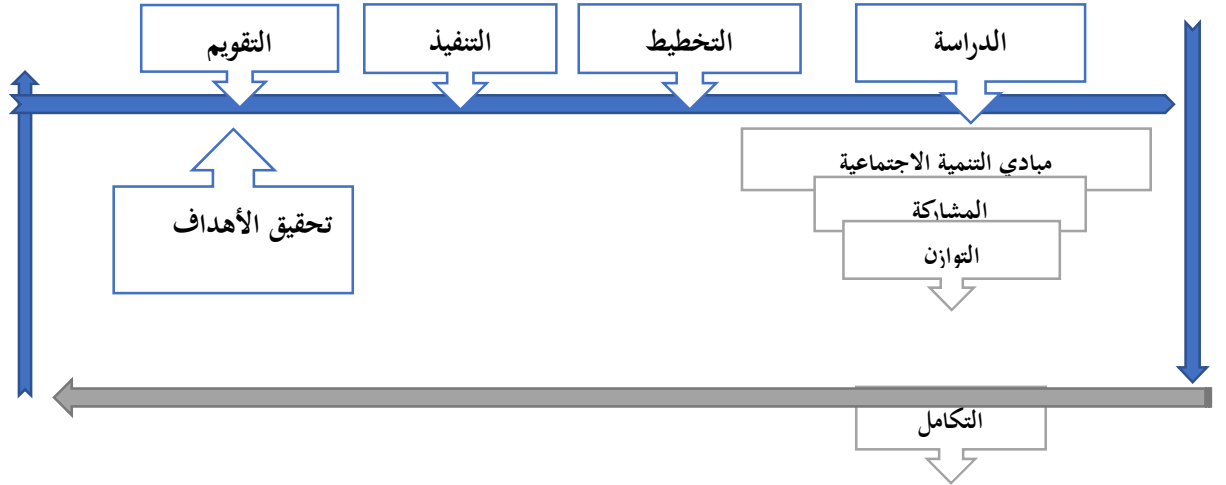 الدراسة
التخطيط
التنفيذ
التقويم
مبادي التنمية الاجتماعية
المشاركة
التوازن
تحقيق الأهداف
التكامل